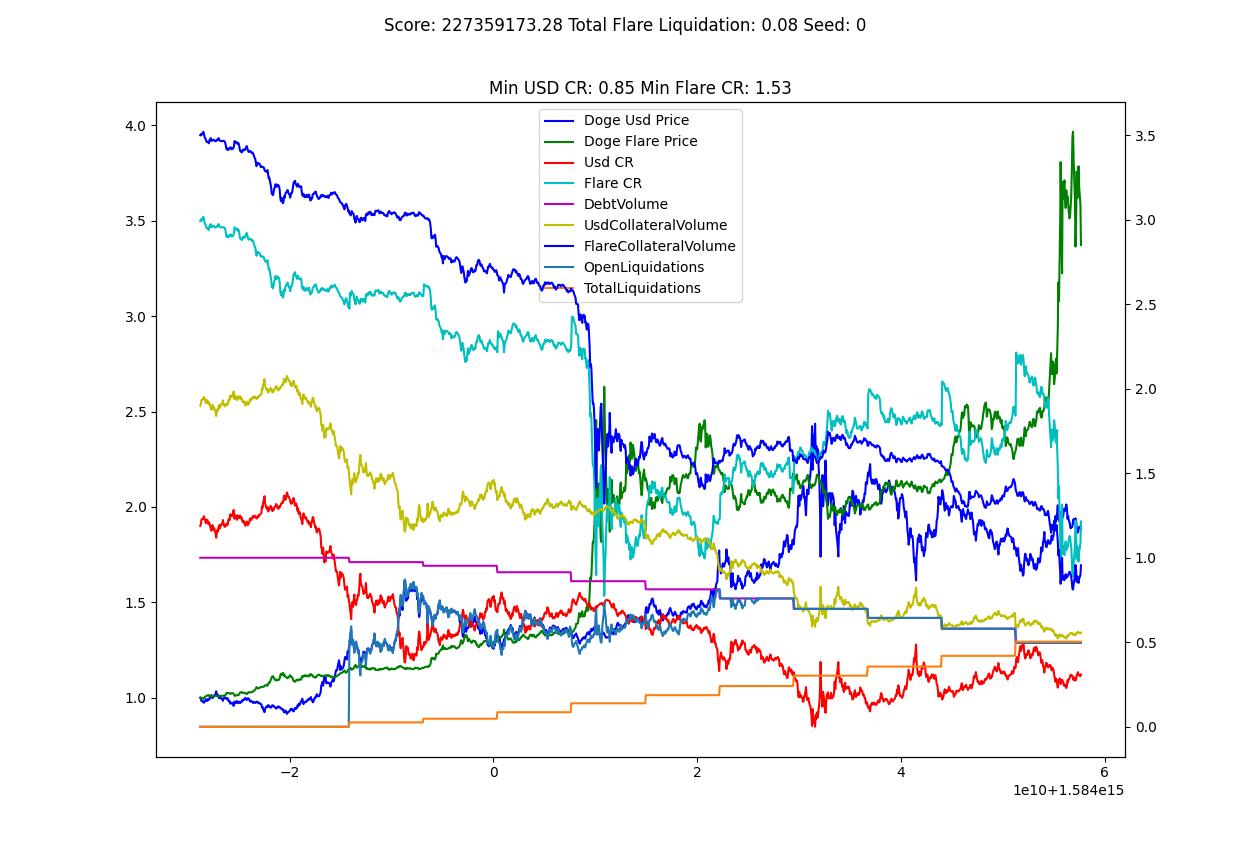 Score: 227359173.28 Total Flare Liquidation: 0.08 Seed: 0
Min USD CR: 0.85 Min Flare CR: 1.53
Doge Usd Price
Doge Flare Price
Usd CR
Flare CR
DebtVolume
UsdCollateralVolume
FlareCollateralVolume
OpenLiquidations
TotalLiquidations
4.0
3.5
3.0
2.5
2.0
1.5
1.0
3.5
3.0
2.5
2.0
1.5
1.0
0.5
0.0
−2
0
2
4
6
1e10+1.584e15